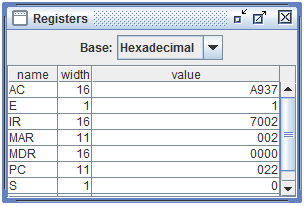 Registers
Base: Hexadecimal
name width value
AC 16 A937
E 1 1
IR 16 7002
MAR 11 002
MDR 16 0000
PC 11 022
S 1 0